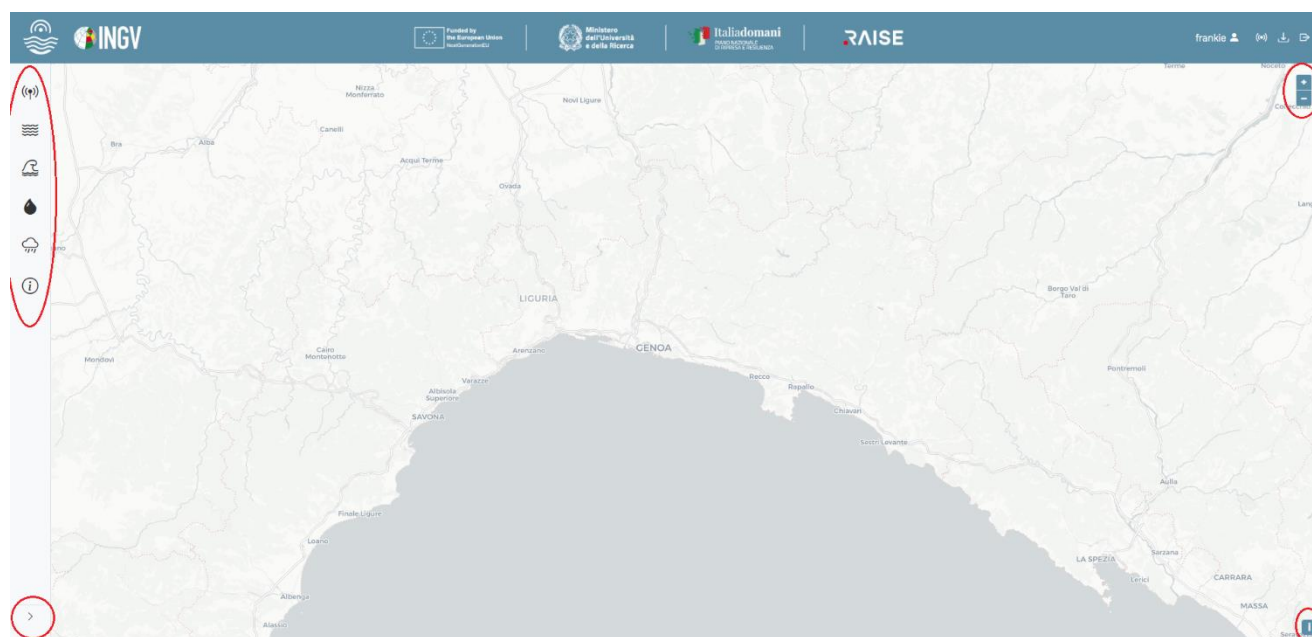 INGV
Funded by
the European Union
NextGenerationEU
Ministero
dell'Università
e della Ricerca
Italiadomani
PIANO NAZIONALE
DI RIPRESA E RESILIENZA
RAISE
frankie
Terme
Noceto
Nizza
Monferrato
Novi Ligure
+
−
Canelli
Bra
Alba
Acqui Terme
Ovada
Borgo Val di
Taro
LIGURIA
GENOA
Arenzano
Cairo
Montenotte
Mondovì
Pontremoli
Varazze
Recco
Rapallo
Albisola
Superiore
SAVONA
Chiavari
Sestri Levante
Aulla
Finale Ligure
Loano
Sarzana
LA SPEZIA
Lerici
CARRARA
Albenga
MASSA
Alassio